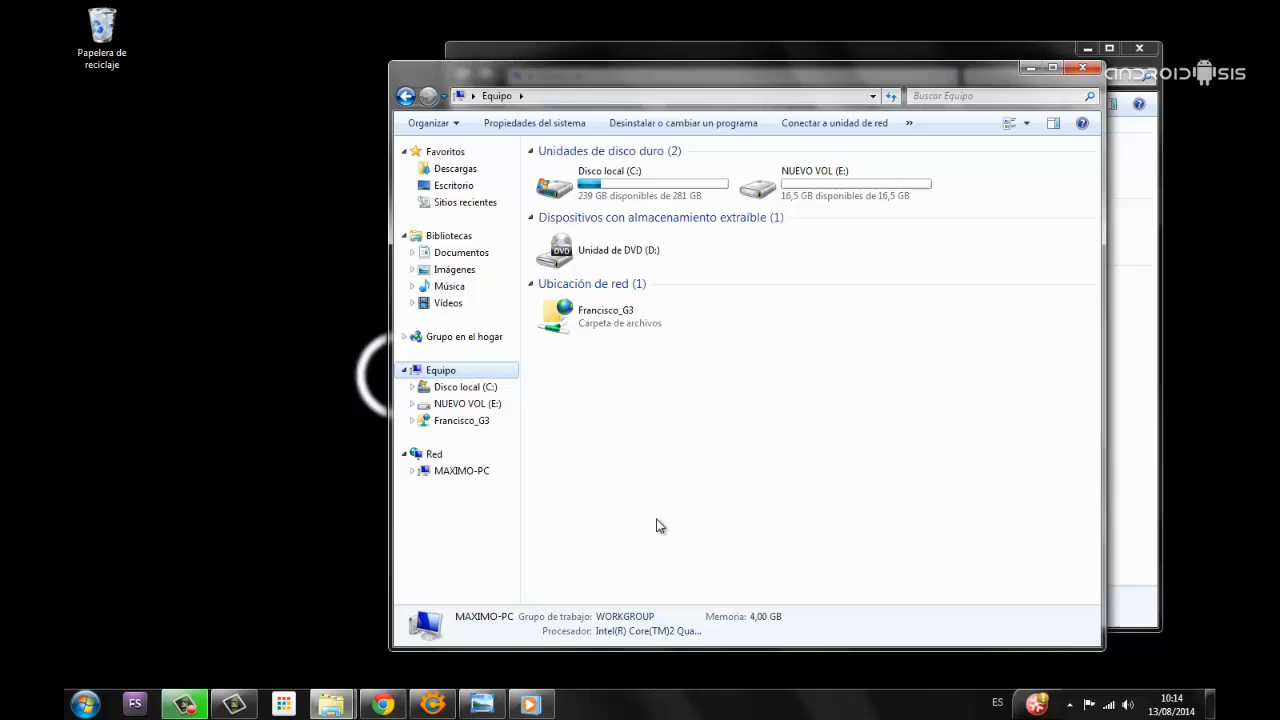 Papelera de
reciclaje
ANDROIDSIS
Equipo
Buscar Equipo
Organizar
Propiedades del sistema
Desinstalar o cambiar un programa
Conectar a unidad de red
»
Favoritos
Descargas
Escritorio
Sitios recientes
Bibliotecas
Documentos
Imágenes
Música
Vídeos
Grupo en el hogar
Equipo
Disco local (C:)
NUEVO VOL (E:)
Francisco_G3
Red
MAXIMO-PC
Unidades de disco duro (2)
Disco local (C:)
239 GB disponibles de 281 GB
NUEVO VOL (E:)
16,5 GB disponibles de 16,5 GB
Dispositivos con almacenamiento extraíble (1)
DVD
Unidad de DVD (D:)
Ubicación de red (1)
Francisco_G3
Carpeta de archivos
MAXIMO-PC Grupo de trabajo: WORKGROUP Memoria: 4,00 GB
Procesador: Intel(R) Core(TM)2 Qua...
FS
ES
10:14
13/08/2014